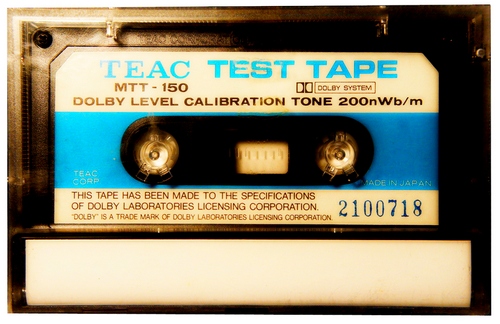 TEAC TEST TAPE
MTT - 150
DOLBY SYSTEM
DOLBY LEVEL CALIBRATION TONE 200nWb/m
TEAC
CORP.
MADE IN JAPAN
THIS TAPE HAS BEEN MADE TO THE SPECIFICATIONS
OF DOLBY LABORATORIES LICENSING CORPORATION.
"DOLBY" IS A TRADE MARK OF DOLBY LABORATORIES LICENSING CORPORATION.
2100718